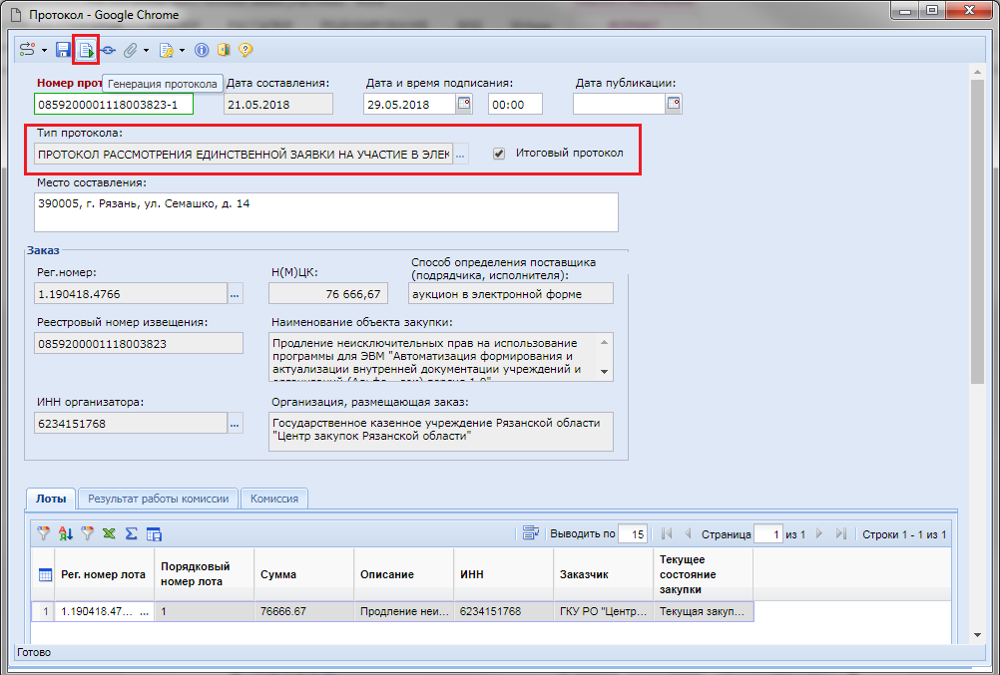 Протокол - Google Chrome
Номер прот
Генерация протокола
Дата составления:
Дата и время подписания:
Дата публикации:
0859200001118003823-1
21.05.2018
29.05.2018
00:00
Тип протокола:
ПРОТОКОЛ РАССМОТРЕНИЯ ЕДИНСТВЕННОЙ ЗАЯВКИ НА УЧАСТИЕ В ЭЛЕК
...
Итоговый протокол
Место составления:
390005, г. Рязань, ул. Семашко, д. 14
Заказ
Рег.номер:
Н(М)ЦК:
Способ определения поставщика
(подрядчика, исполнителя):
1.190418.4766
...
76 666,67
аукцион в электронной форме
Реестровый номер извещения:
Наименование объекта закупки:
0859200001118003823
Продление неисключительных прав на использование
программы для ЭВМ "Автоматизация формирования и
актуализации внутренней документации учреждений и
ИНН организатора:
Организация, размещающая заказ:
6234151768
...
Государственное казенное учреждение Рязанской области
"Центр закупок Рязанской области"
Лоты
Результат работы комиссии
Комиссия
Выводить по
15
Страница
1
из 1
Строки 1 - 1 из 1
Рег. номер лота
Порядковый
номер лота
Сумма
Описание
ИНН
Заказчик
Текущее
состояние
закупки
1
1.190418.47...
...
1
76666.67
Продление неи...
6234151768
ГКУ РО "Центр...
Текущая закуп...
Готово